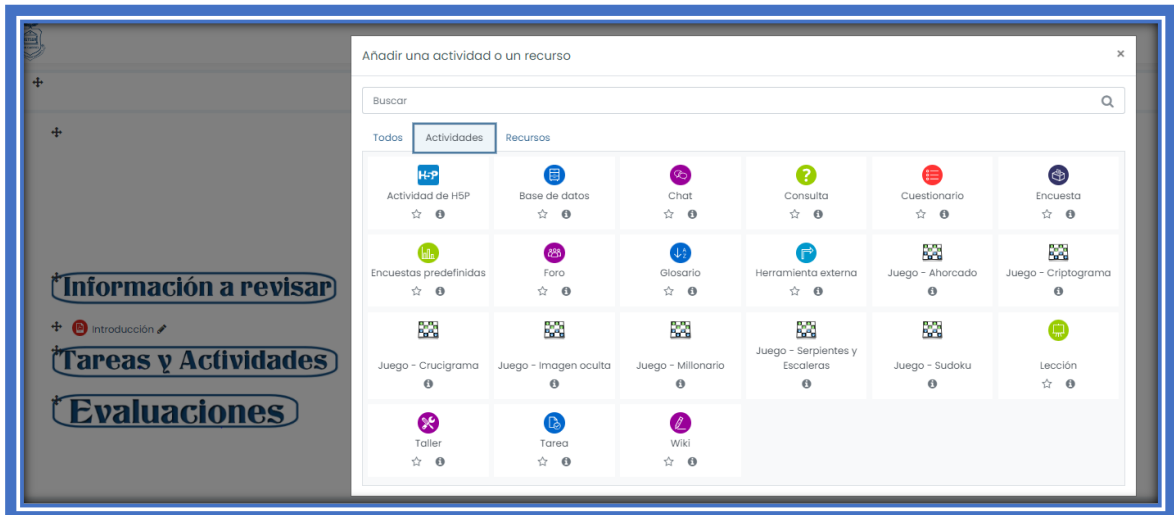 Añadir una actividad o un recurso
×
Buscar
Todos Actividades Recursos
H-P
Actividad de H5P Base de datos Chat Consulta Cuestionario Encuesta
Encuestas predefinidas Foro Glosario Herramienta externa Juego - Ahorcado Juego - Criptograma
Juego - Crucigrama Juego - Imagen oculta Juego - Millonario Juego - Serpientes y Escaleras Juego - Sudoku Lección
Taller Tarea Wiki
Información a revisar
Introducción
Tareas y Actividades
Evaluaciones